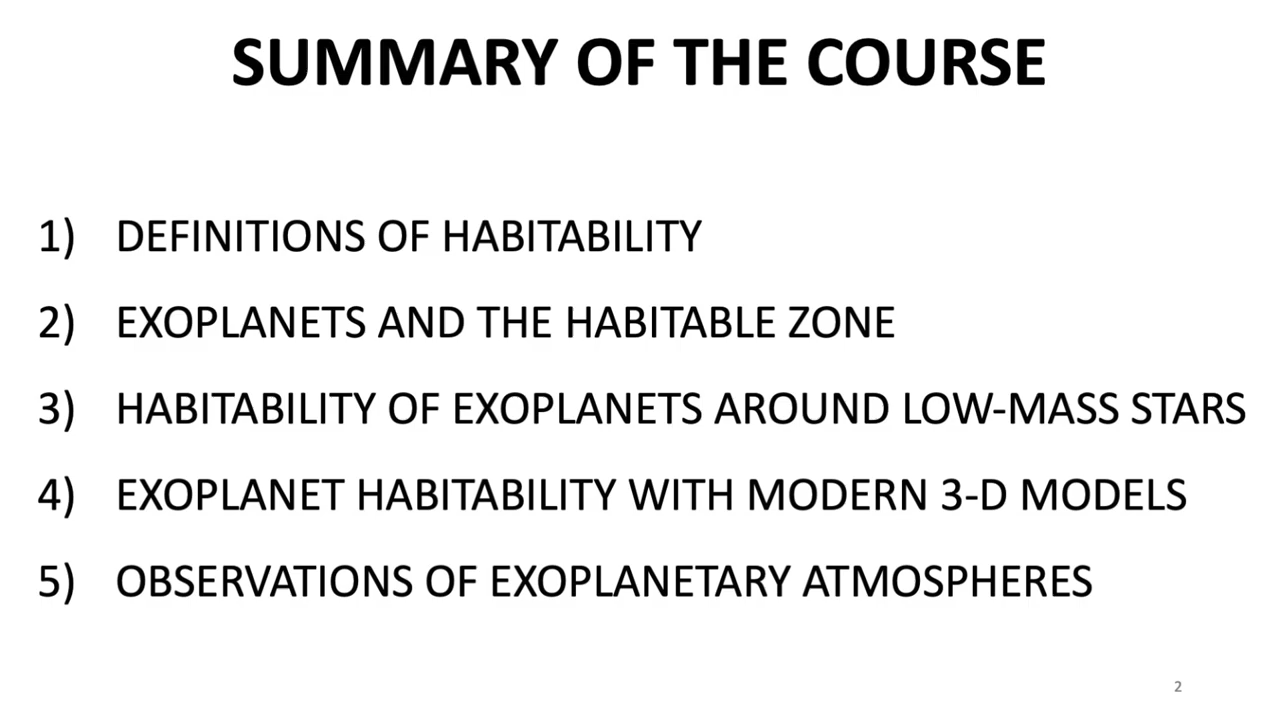 SUMMARY OF THE COURSE
1) DEFINITIONS OF HABITABILITY
2) EXOPLANETS AND THE HABITABLE ZONE
3) HABITABILITY OF EXOPLANETS AROUND LOW-MASS STARS
4) EXOPLANET HABITABILITY WITH MODERN 3-D MODELS
5) OBSERVATIONS OF EXOPLANETARY ATMOSPHERES
2